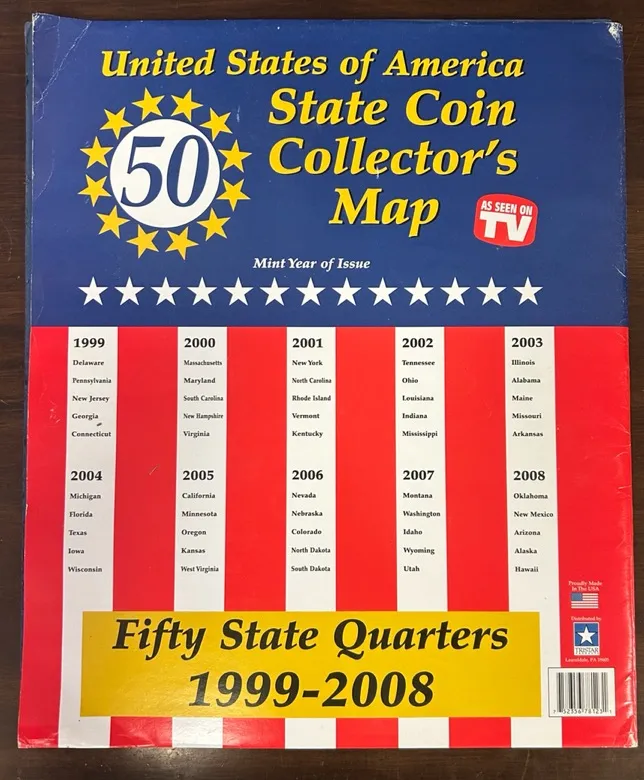 United States of America
State Coin
Collector's
Map
50
AS SEEN ON
TV
Mint Year of Issue
1999
Delaware
Pennsylvania
New Jersey
Georgia
Connecticut
2000
Massachusetts
Maryland
South Carolina
New Hampshire
Virginia
2001
New York
North Carolina
Rhode Island
Vermont
Kentucky
2002
Tennessee
Ohio
Louisiana
Indiana
Mississippi
2003
Illinois
Alabama
Maine
Missouri
Arkansas
2004
Michigan
Florida
Texas
Iowa
Wisconsin
2005
California
Minnesota
Oregon
Kansas
West Virginia
2006
Nevada
Nebraska
Colorado
North Dakota
South Dakota
2007
Montana
Washington
Idaho
Wyoming
Utah
2008
Oklahoma
New Mexico
Arizona
Alaska
Hawaii
Proudly Made
In The USA
Distributed by
TRISTAR
Fifty State Quarters
1999-2008